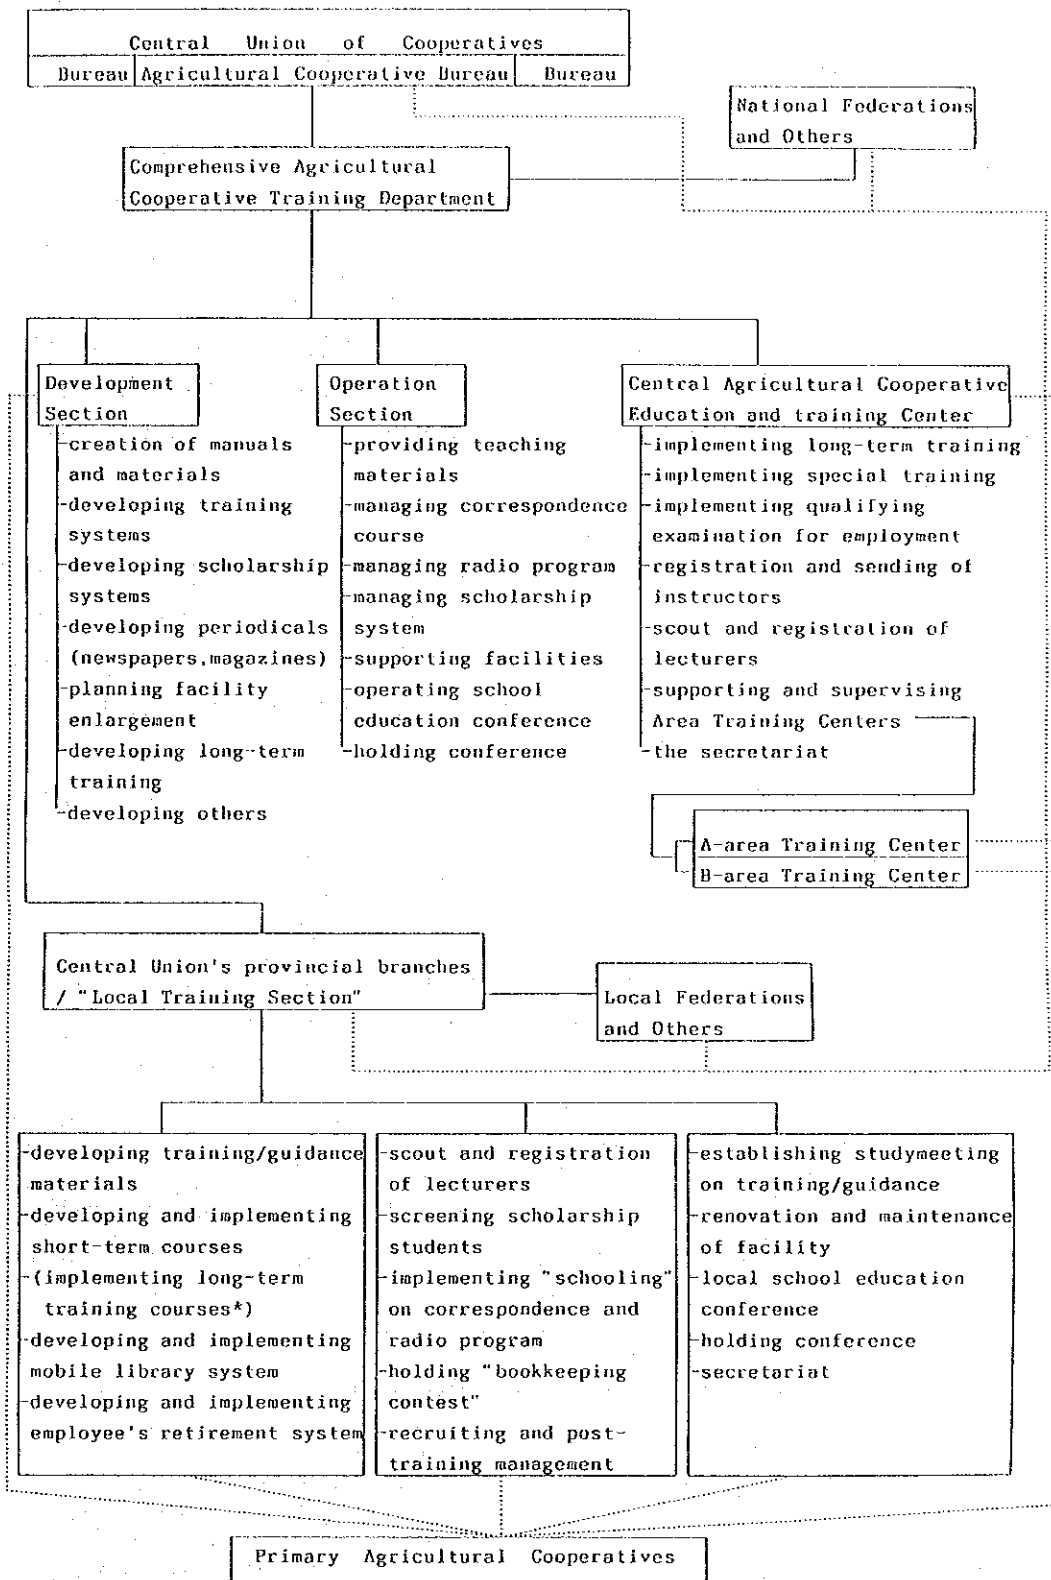 Central Union of Cooperatives
Bureau Agricultural Cooperative Bureau Bureau
National Federations
and Others
Comprehensive Agricultural
Cooperative Training Department
Development
Section
-creation of manuals
and materials
-developing training
systems
-developing scholarship
systems
-developing periodicals
(newspapers,magazines)
-planning facility
enlargement
-developing long-term
training
-developing others
Operation
Section
-providing teaching
materials
-managing correspondence
course
-managing radio program
-managing scholarship
system
-supporting facilities
-operating school
education conference
-holding conference
Central Agricultural Cooperative
Education and training Center
-implementing long-term training
-implementing special training
-implementing qualifying
examination for employment
-registration and sending of
instructors
-scout and registration of
lecturers
-supporting and supervising
Area Training Centers
-the secretariat
A-area Training Center
B-area Training Center
Central Union's provincial branches
/ "Local Training Section"
Local Federations
and Others
-developing training/guidance
materials
-developing and implementing
short-term courses
-(implementing long-term
training courses*)
-developing and implementing
mobile library system
-developing and implementing
employee's retirement system
-scout and registration
of lecturers
-screening scholarship
students
-implementing "schooling"
on correspondence and
radio program
-holding "bookkeeping
contest"
-recruiting and post-
training management
-establishing studymeeting
on training/guidance
-renovation and maintenance
of facility
-local school education
conference
-holding conference
-secretariat
Primary Agricultural Cooperatives